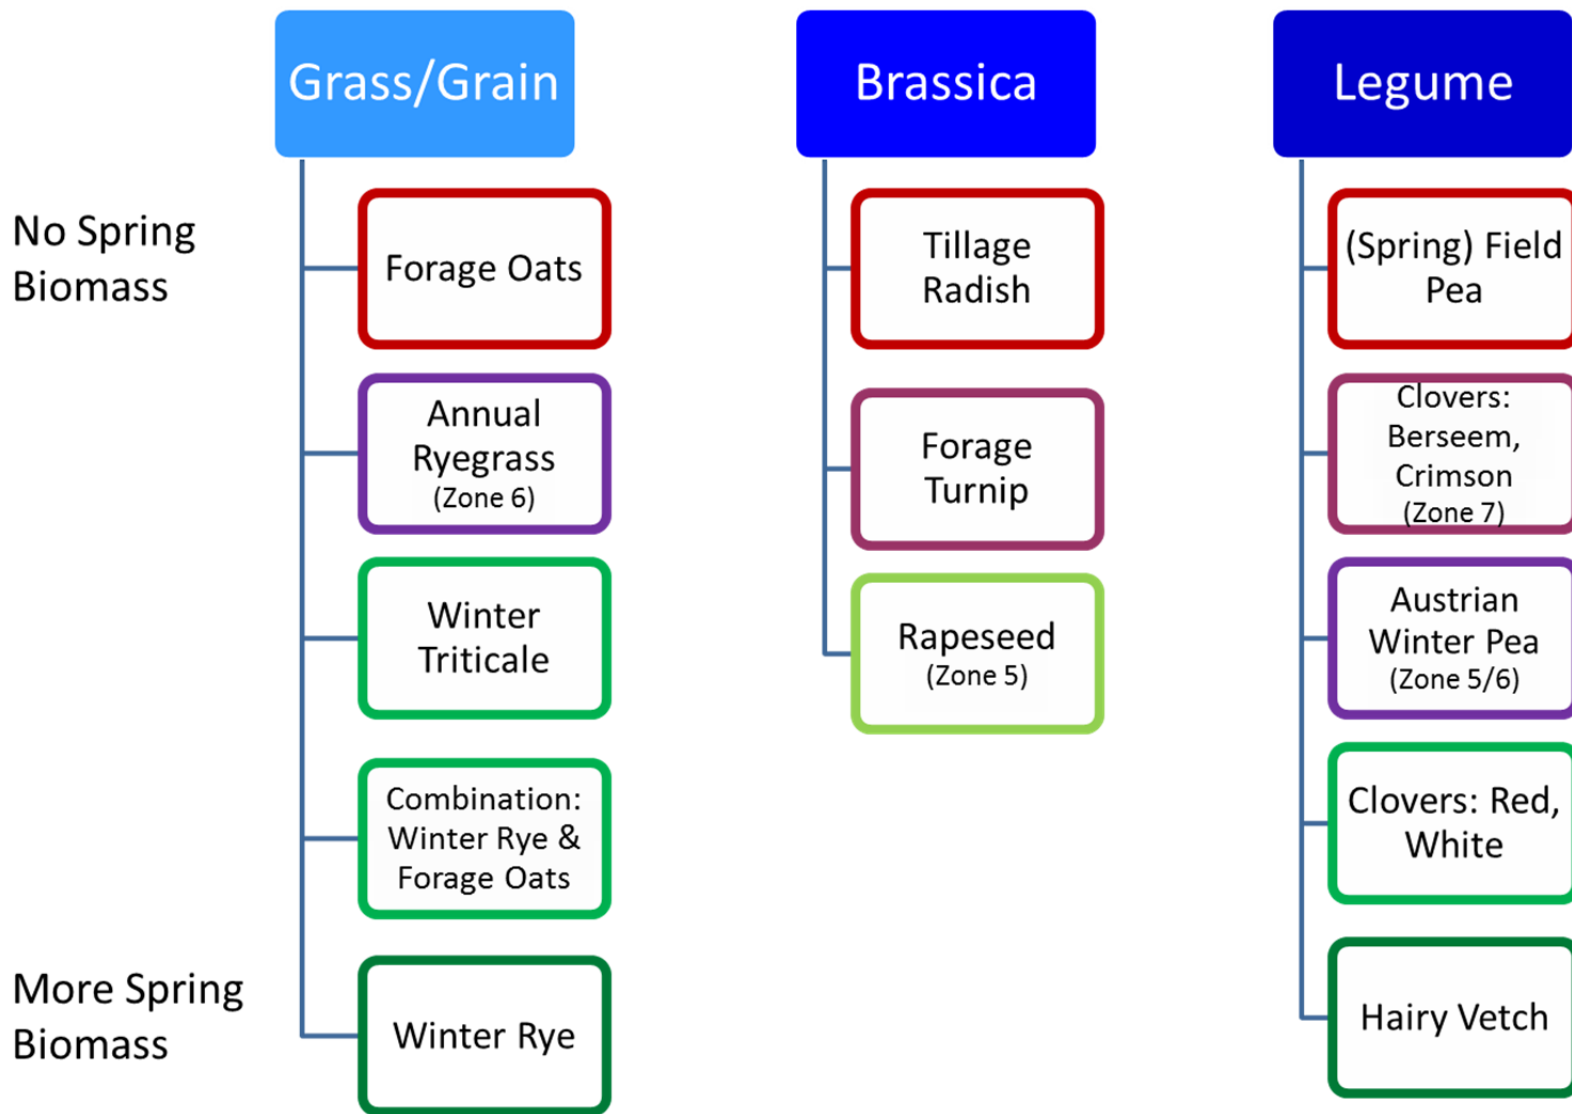 Grass/Grain
Brassica
Legume
No Spring
Biomass
More Spring
Biomass
Forage Oats
Annual
Ryegrass
(Zone 6)
Winter
Triticale
Combination:
Winter Rye &
Forage Oats
Winter Rye
Tillage
Radish
Forage
Turnip
Rapeseed
(Zone 5)
(Spring) Field
Pea
Clovers:
Berseem,
Crimson
(Zone 7)
Austrian
Winter Pea
(Zone 5/6)
Clovers: Red,
White
Hairy Vetch